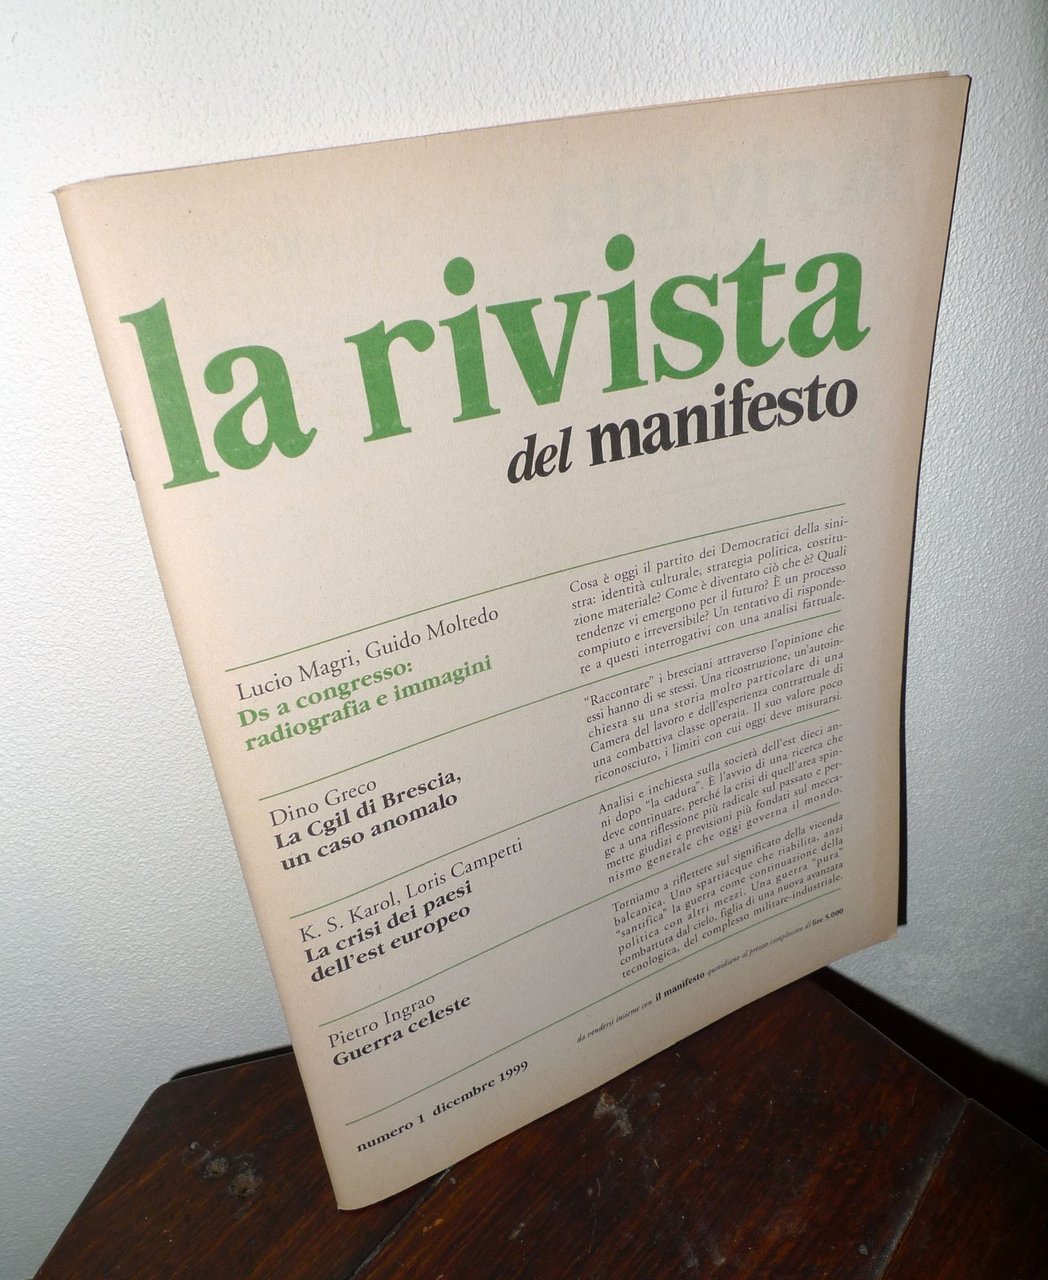 la rivista
del manifesto
Lucio Magri, Guido Moltedo
Ds a congresso:
radiografia e immagini
Cosa è oggi il partito dei Democratici della sini-
stra: identità culturale, strategia politica, costitu-
zione materiale? Come è diventato ciò che è? Quali
tendenze vi emergono per il futuro? È un processo
compiuto e irreversibile? Un tentativo di risponde-
re a questi interrogativi con una analisi fattuale.
Dino Greco
La Cgil di Brescia,
un caso anomalo
"Raccontare" i bresciani attraverso l'opinione che
essi hanno di se stessi. Una ricostruzione, un'autoin-
chiesta su una storia molto particolare di una
Camera del lavoro e dell'esperienza contrattuale di
una combattiva classe operaia. Il suo valore poco
riconosciuto, i limiti con cui oggi deve misurarsi.
K. S. Karol, Loris Campetti
La crisi dei paesi
dell'est europeo
Analisi e inchiesta sulla società dell'est dieci an-
ni dopo "la caduta". È l'avvio di una ricerca che
deve continuare, perché la crisi di quell'area spin-
ge a una riflessione più radicale sul passato e per-
mette giudizi e previsioni più fondati sul mecca-
nismo generale che oggi governa il mondo.
Pietro Ingrao
Guerra celeste
Torniamo a riflettere sul significato della vicenda
balcanica. Uno spartiacque che riabilita, anzi
"santifica" la guerra come continuazione della
politica con altri mezzi. Una guerra "pura"
combattuta dal cielo, figlia di una nuova avanzata
tecnologica, del complesso militare-industriale.
numero 1 dicembre 1999
da vendersi insieme con il manifesto quotidiano al prezzo complessivo di lire 5.000